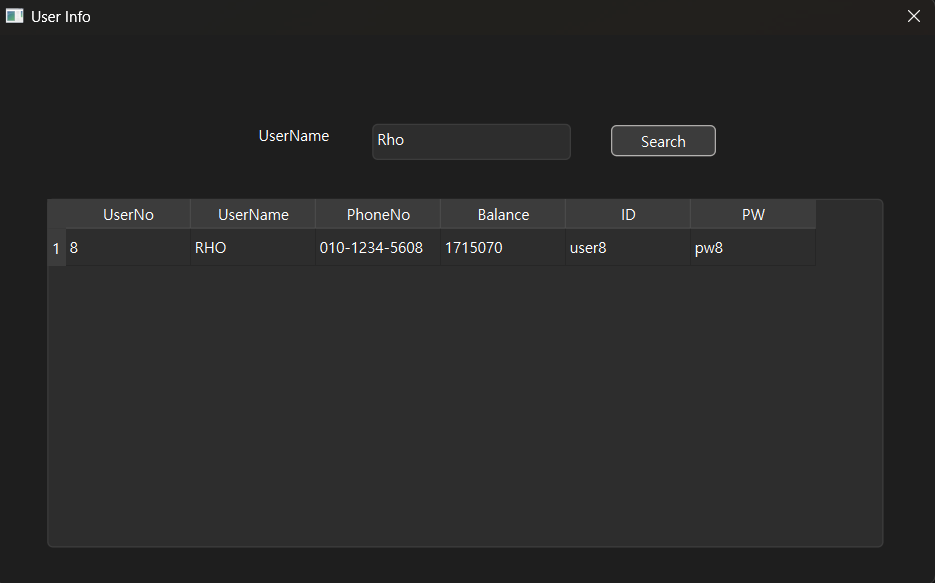 User Info
UserName Rho Search
UserNo UserName PhoneNo Balance ID PW
1 8 RHO 010-1234-5608 1715070 user8 pw8